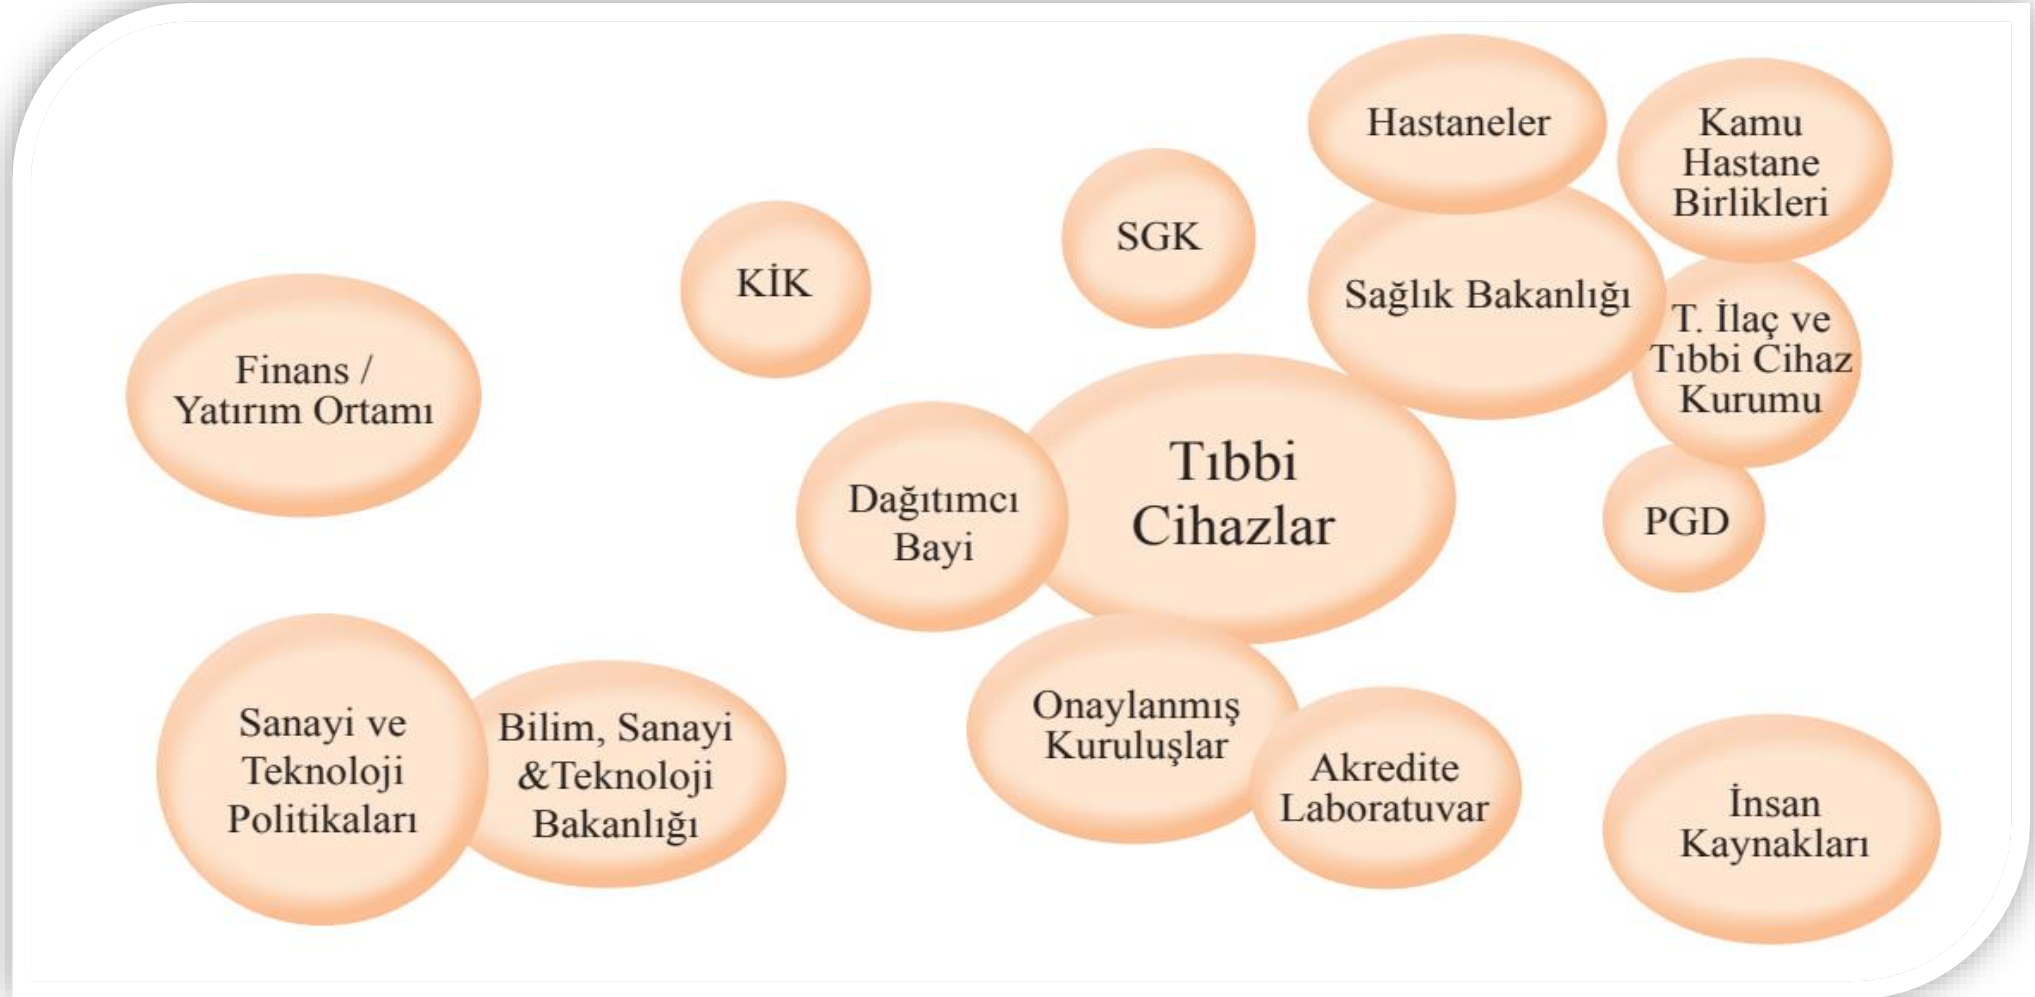 Hastaneler
Kamu
Hastane
Birlikleri
SGK
KİK
Sağlık Bakanlığı
T. İlaç ve
Tıbbi Cihaz
Kurumu
Finans /
Yatırım Ortamı
Tıbbi
Cihazlar
Dağıtımcı
Bayi
PGD
Sanayi ve
Teknoloji
Politikaları
Bilim, Sanayi
&Teknoloji
Bakanlığı
Onaylanmış
Kuruluşlar
Akredite
Laboratuvar
İnsan
Kaynakları